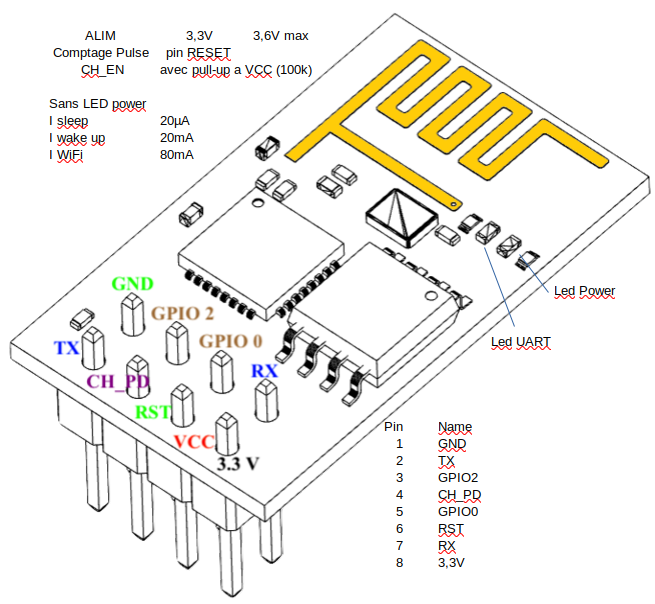 ALIM 3,3V 3,6V max
Comptage Pulse pin RESET
CH_EN avec pull-up a VCC (100k)
Sans LED power
I sleep 20µA
I wake up 20mA
I WiFi 80mA
GND
GPIO 2
GPIO 0
TX
CH_PD
RX
RST
VCC
3.3 V
Led Power
Led UART
Pin Name
1 GND
2 TX
3 GPIO2
4 CH_PD
5 GPIO0
6 RST
7 RX
8 3,3V